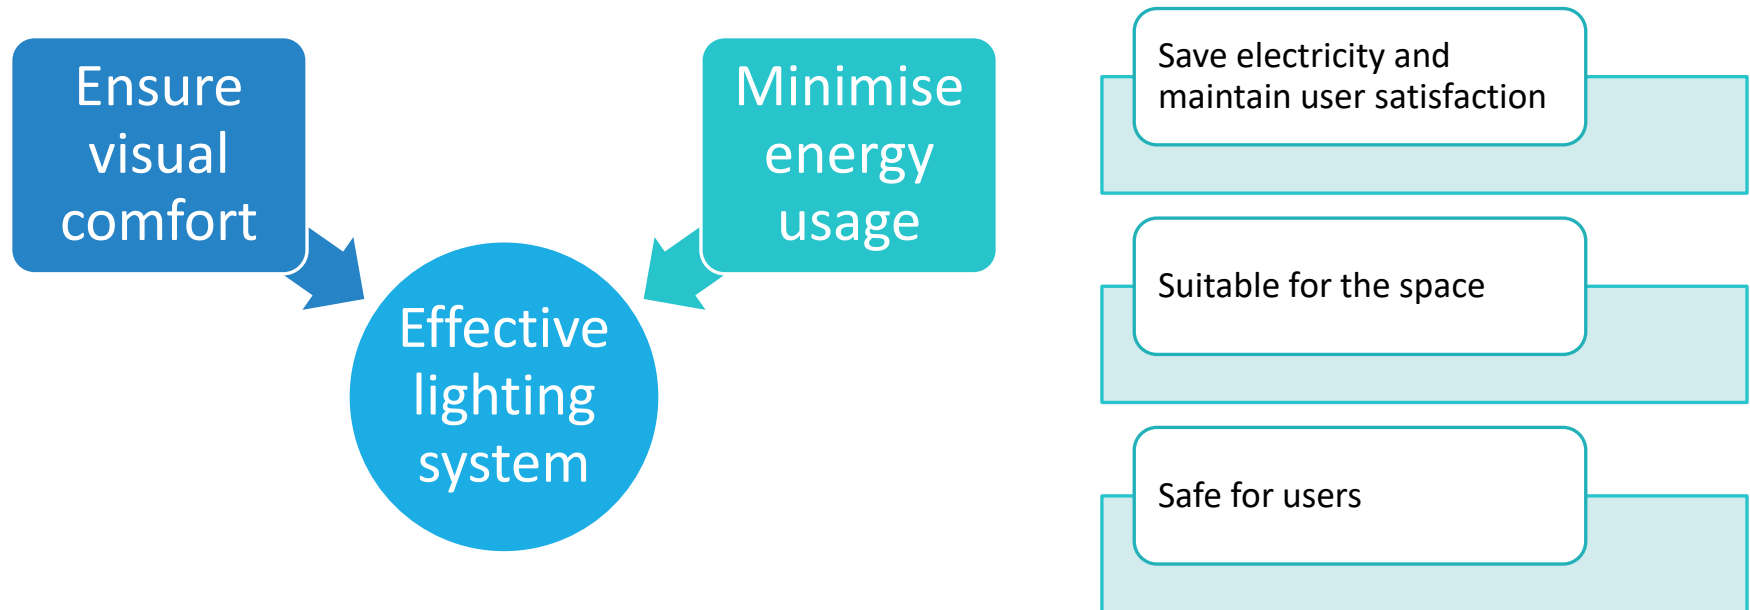 Ensure
visual
comfort
Minimise
energy
usage
Effective
lighting
system
Save electricity and
maintain user satisfaction
Suitable for the space
Safe for users